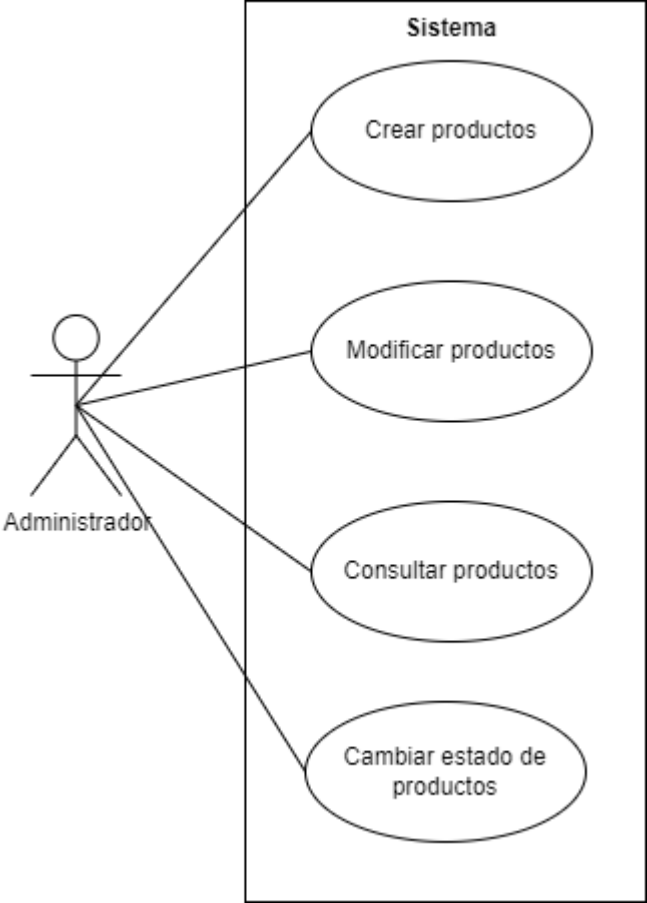 Sistema
Crear productos
Modificar productos
Administrador
Consultar productos
Cambiar estado de
productos